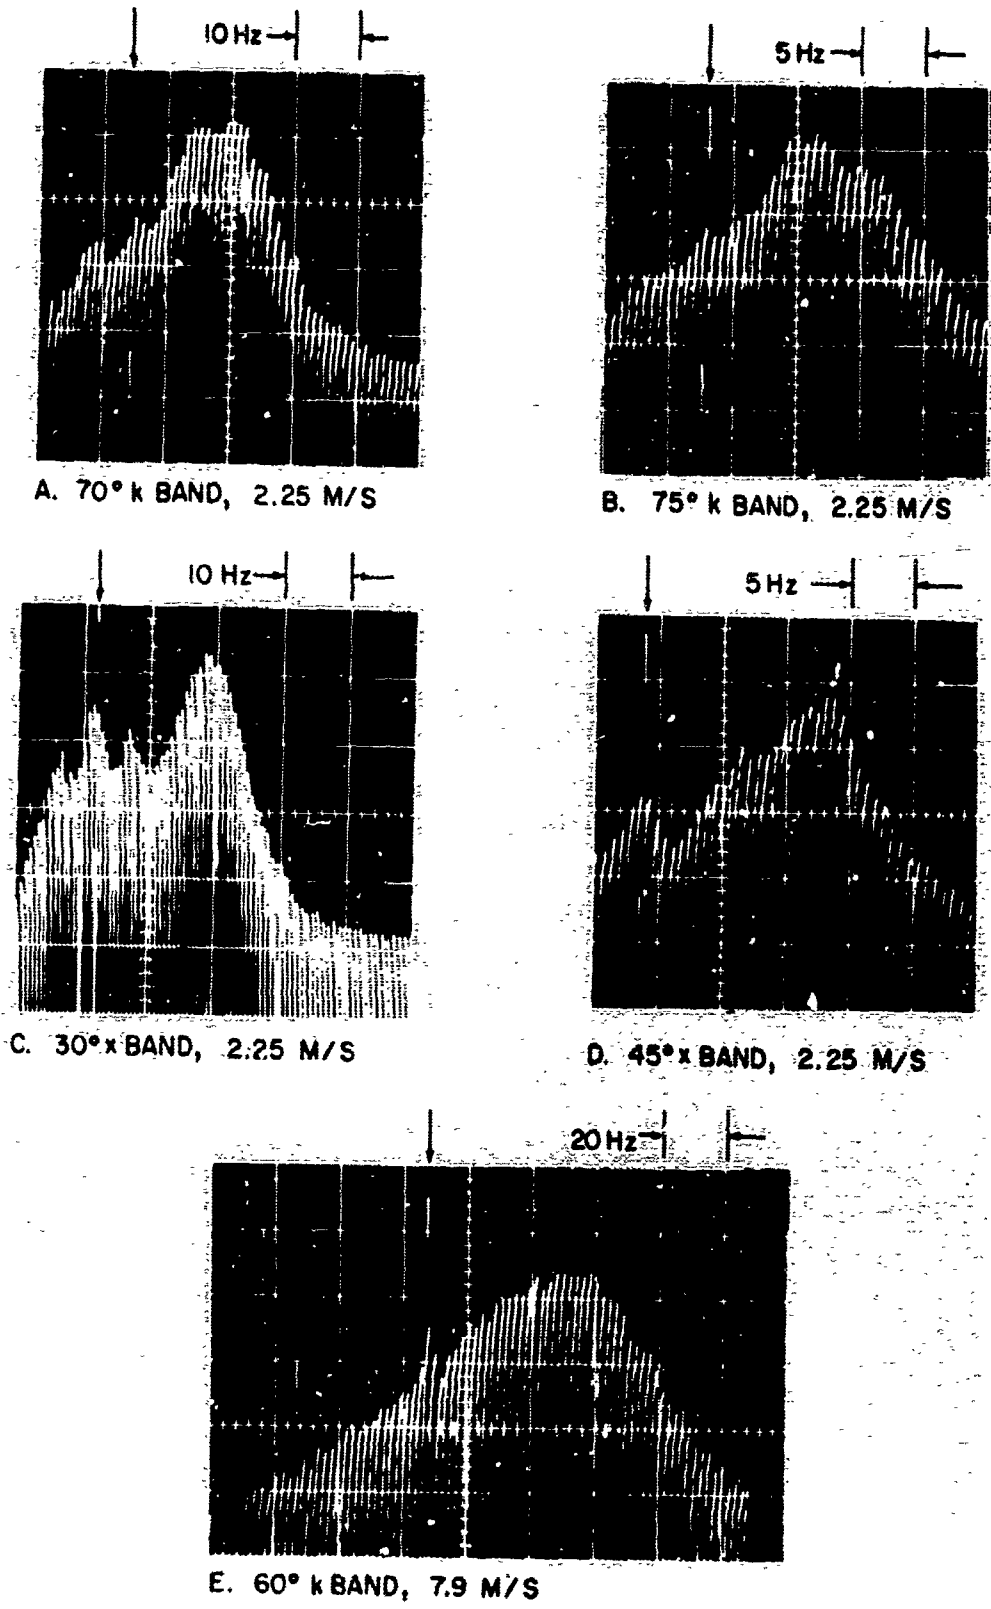 10 Hz
5 Hz
A. 70° k BAND, 2.25 M/S
B. 75° k BAND, 2.25 M/S
10 Hz
5 Hz
C. 30° x BAND, 2.25 M/S
D. 45° x BAND, 2.25 M/S
20 Hz
E. 60° k BAND, 7.9 M/S